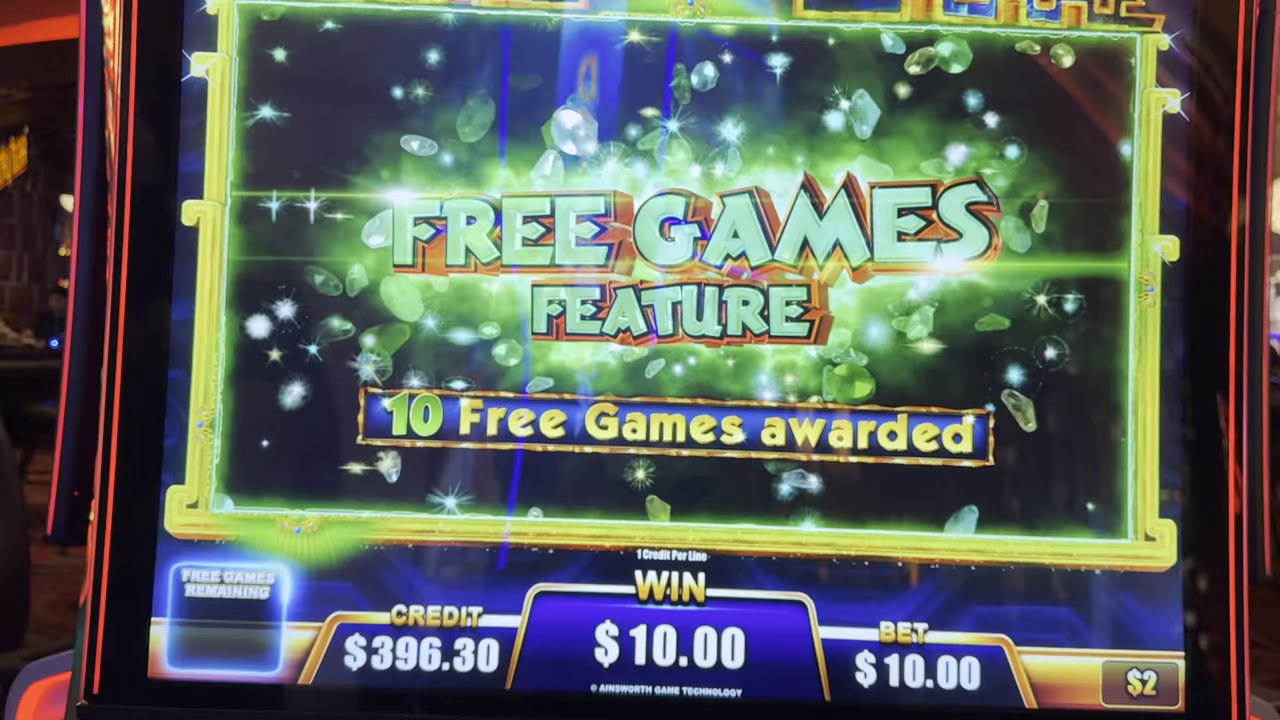 FREE GAMES
FEATURE
10 Free Games awarded
1 Credit Per Line
FREE GAMES
REMAINING
CREDIT
$396.30
WIN
$10.00
BET
$10.00
$2
© AINSWORTH GAME TECHNOLOGY